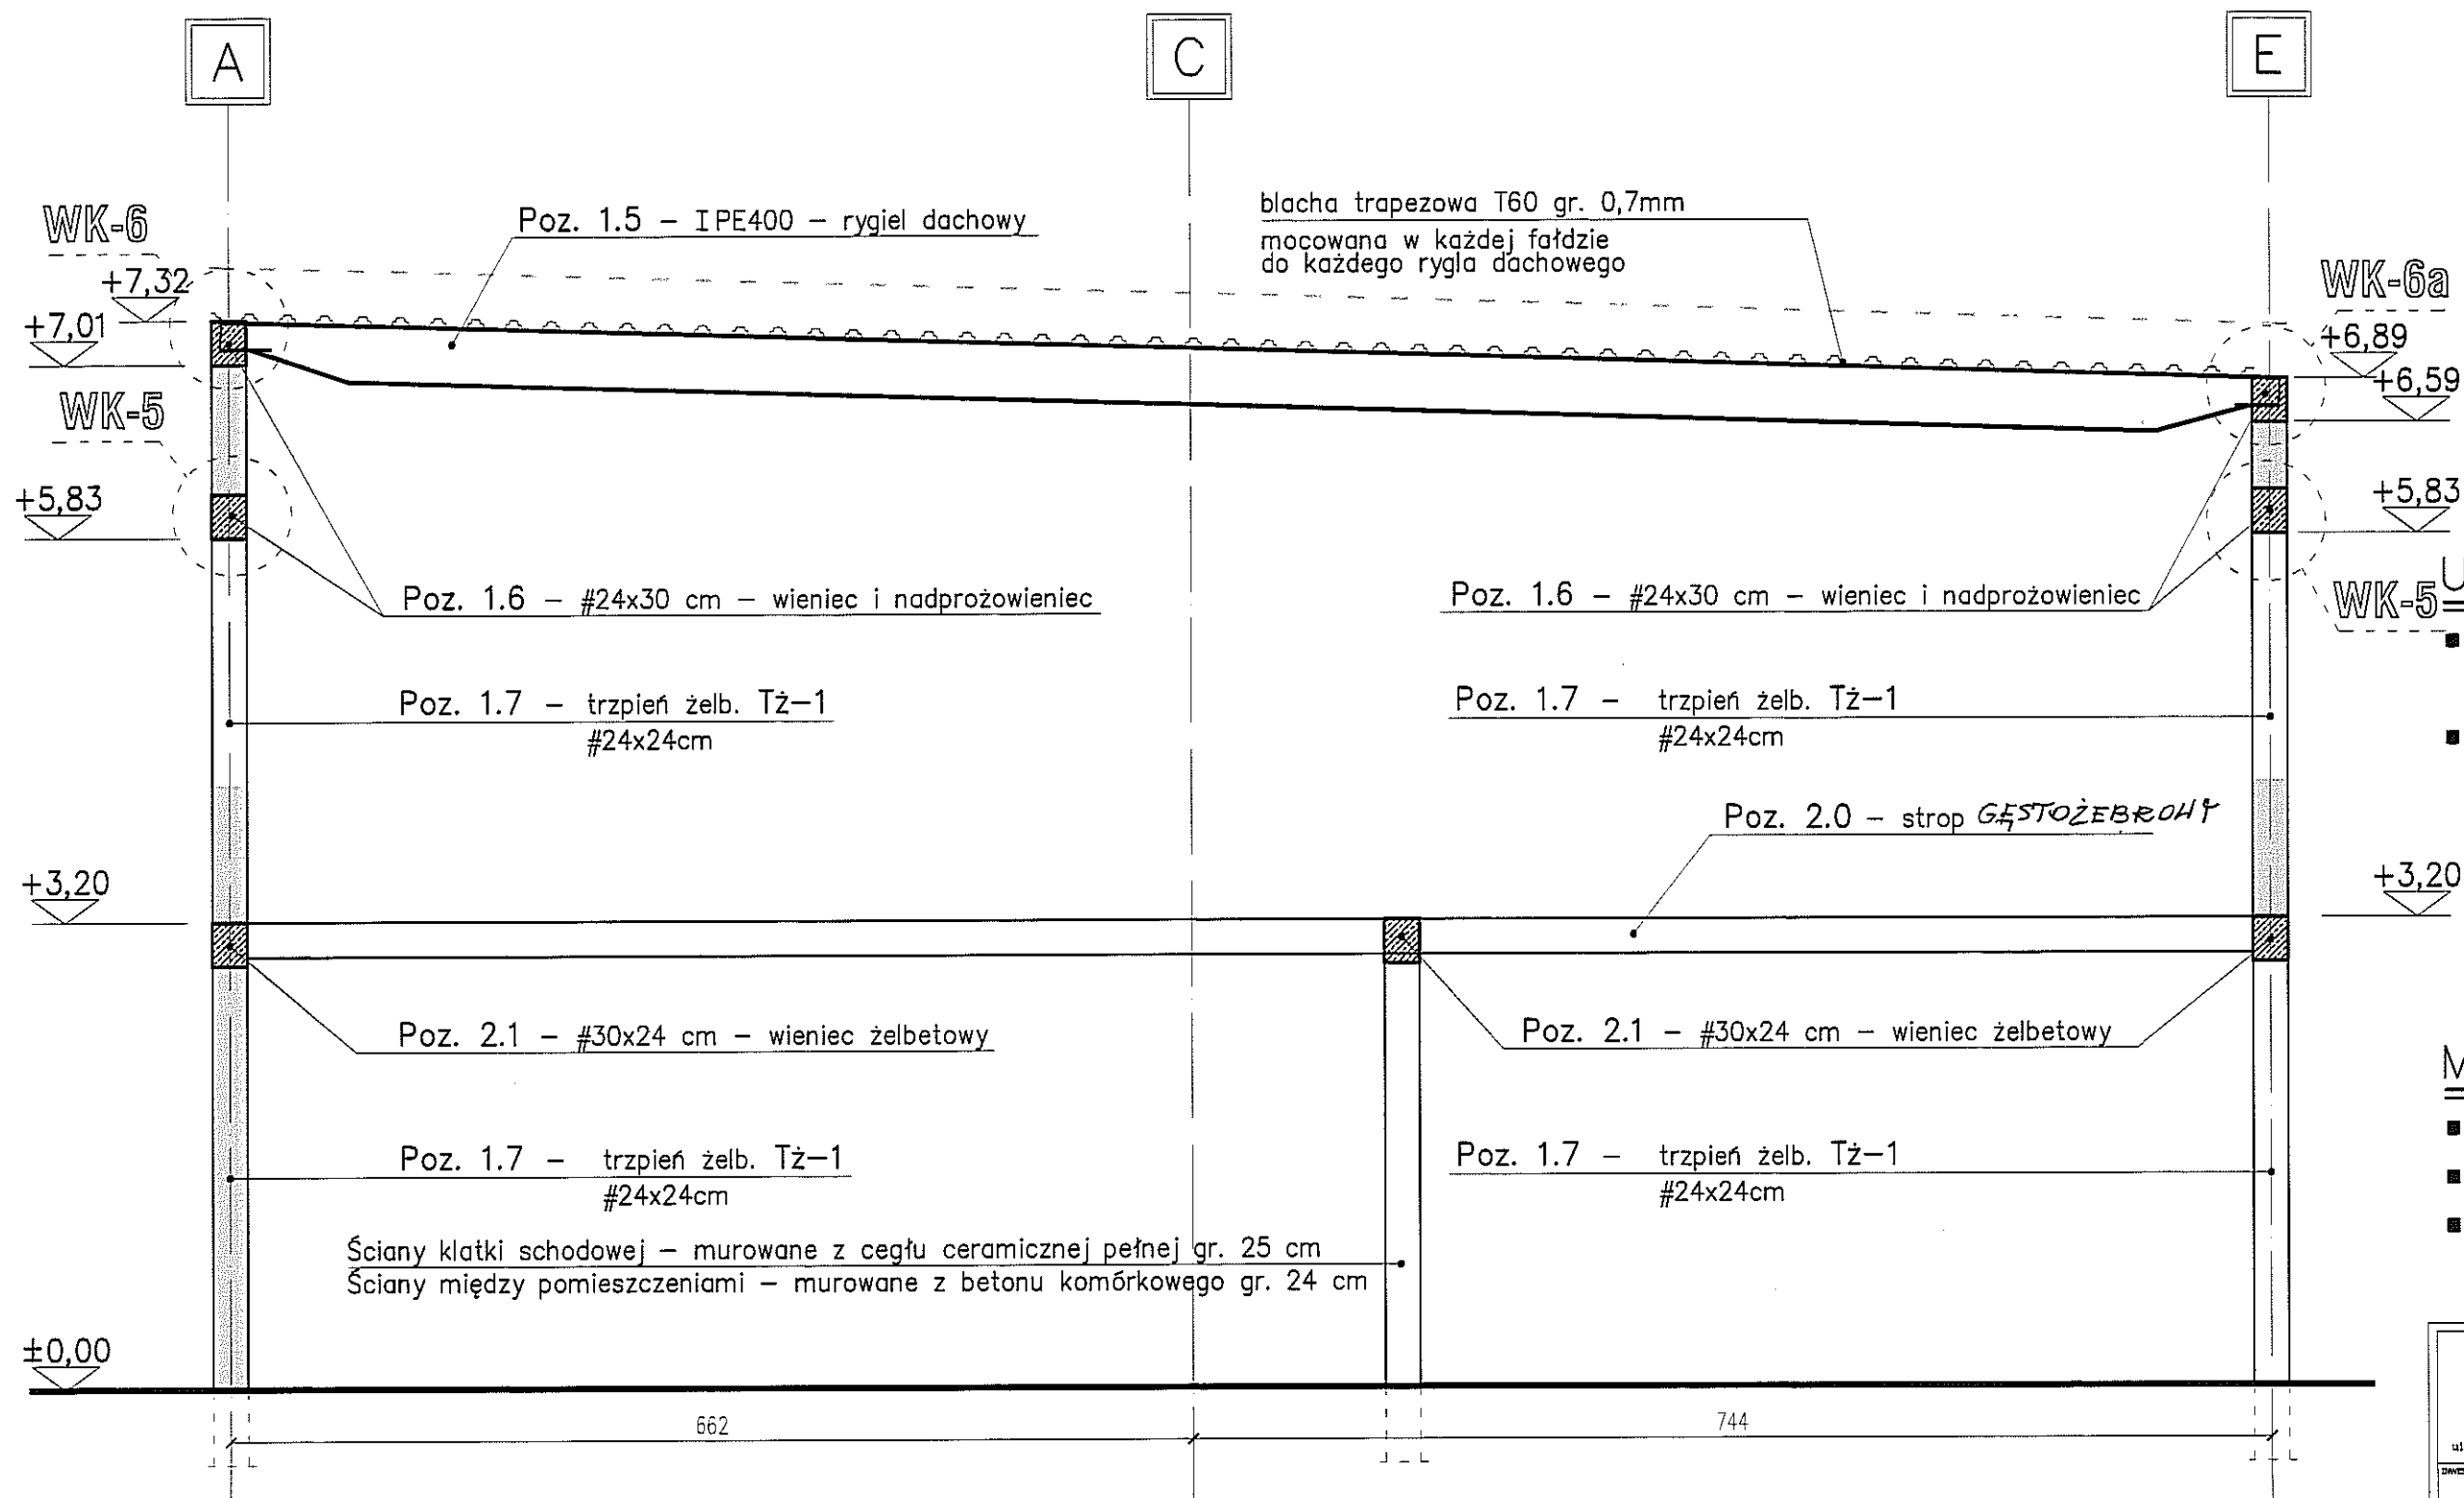 A
C
E
WK-6
Poz. 1.5 – IPE400 – rygiel dachowy
blacha trapezowa T60 gr. 0,7mm
mocowana w każdej fałdzie
do każdego rygla dachowego
WK-6a
+7,32
+7,01
+6,89
+6,59
WK-5
+5,83
+5,83
Poz. 1.6 – #24x30 cm – wieniec i nadprożowieniec
Poz. 1.6 – #24x30 cm – wieniec i nadprożowieniec
WK-5
Poz. 1.7 – trzpień żelb. Tż–1
#24x24cm
Poz. 1.7 – trzpień żelb. Tż–1
#24x24cm
Poz. 2.0 – strop GĘSTOŻEBROWY
+3,20
+3,20
Poz. 2.1 – #30x24 cm – wieniec żelbetowy
Poz. 2.1 – #30x24 cm – wieniec żelbetowy
Poz. 1.7 – trzpień żelb. Tż–1
#24x24cm
Poz. 1.7 – trzpień żelb. Tż–1
#24x24cm
Ściany klatki schodowej – murowane z cegłu ceramicznej pełnej gr. 25 cm
Ściany między pomieszczeniami – murowane z betonu komórkowego gr. 24 cm
±0,00
662
744
ul